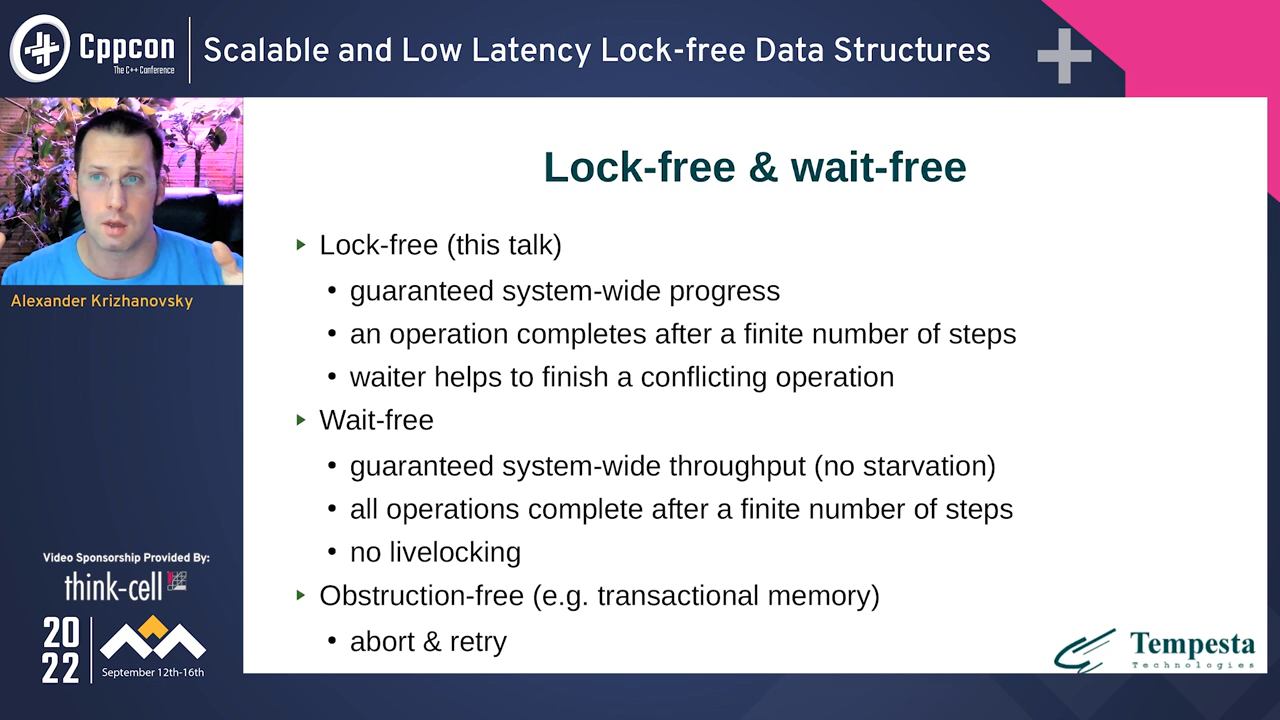 Cppcon
The C++ Conference
Scalable and Low Latency Lock-free Data Structures
Alexander Krizhanovsky
Lock-free & wait-free
Lock-free (this talk)
guaranteed system-wide progress
an operation completes after a finite number of steps
waiter helps to finish a conflicting operation
Wait-free
guaranteed system-wide throughput (no starvation)
all operations complete after a finite number of steps
no livelocking
Obstruction-free (e.g. transactional memory)
abort & retry
Video Sponsorship Provided By:
think-cell
20
22
September 12th-16th
Tempesta
Technologies